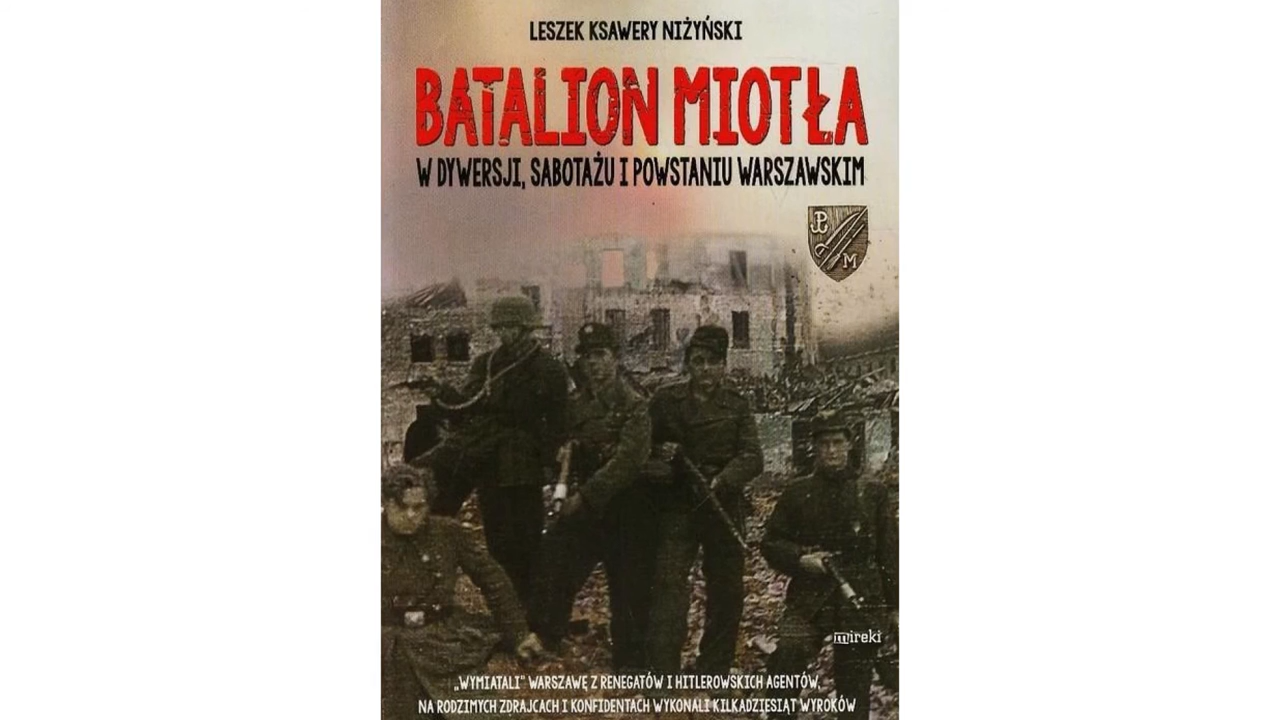 LESZEK KSAWERY NIŻYŃSKI
BATALION MIOTŁA
W DYWERSJI, SABOTAŻU I POWSTANIU WARSZAWSKIM
P
M
mireki
„WYMIATALI" WARSZAWĘ Z RENEGATÓW I HITLEROWSKICH AGENTÓW,
NA RODZIMYCH ZDRAJCACH I KONFIDENTACH WYKONALI KILKADZIESIĄT WYROKÓW